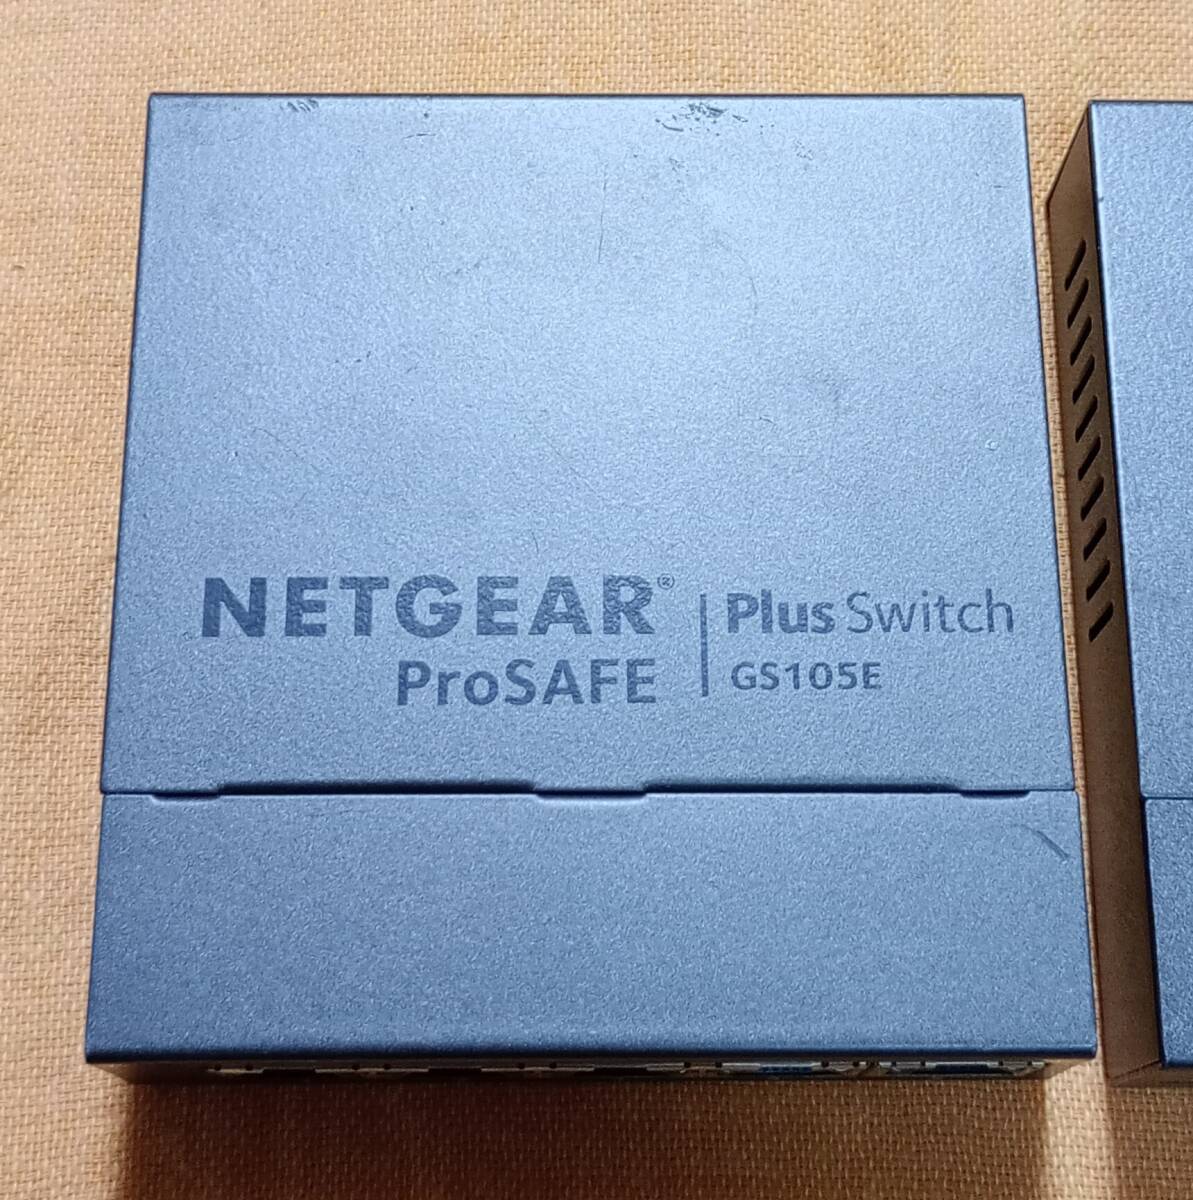 NETGEAR®
ProSAFE
Plus Switch
GS105E